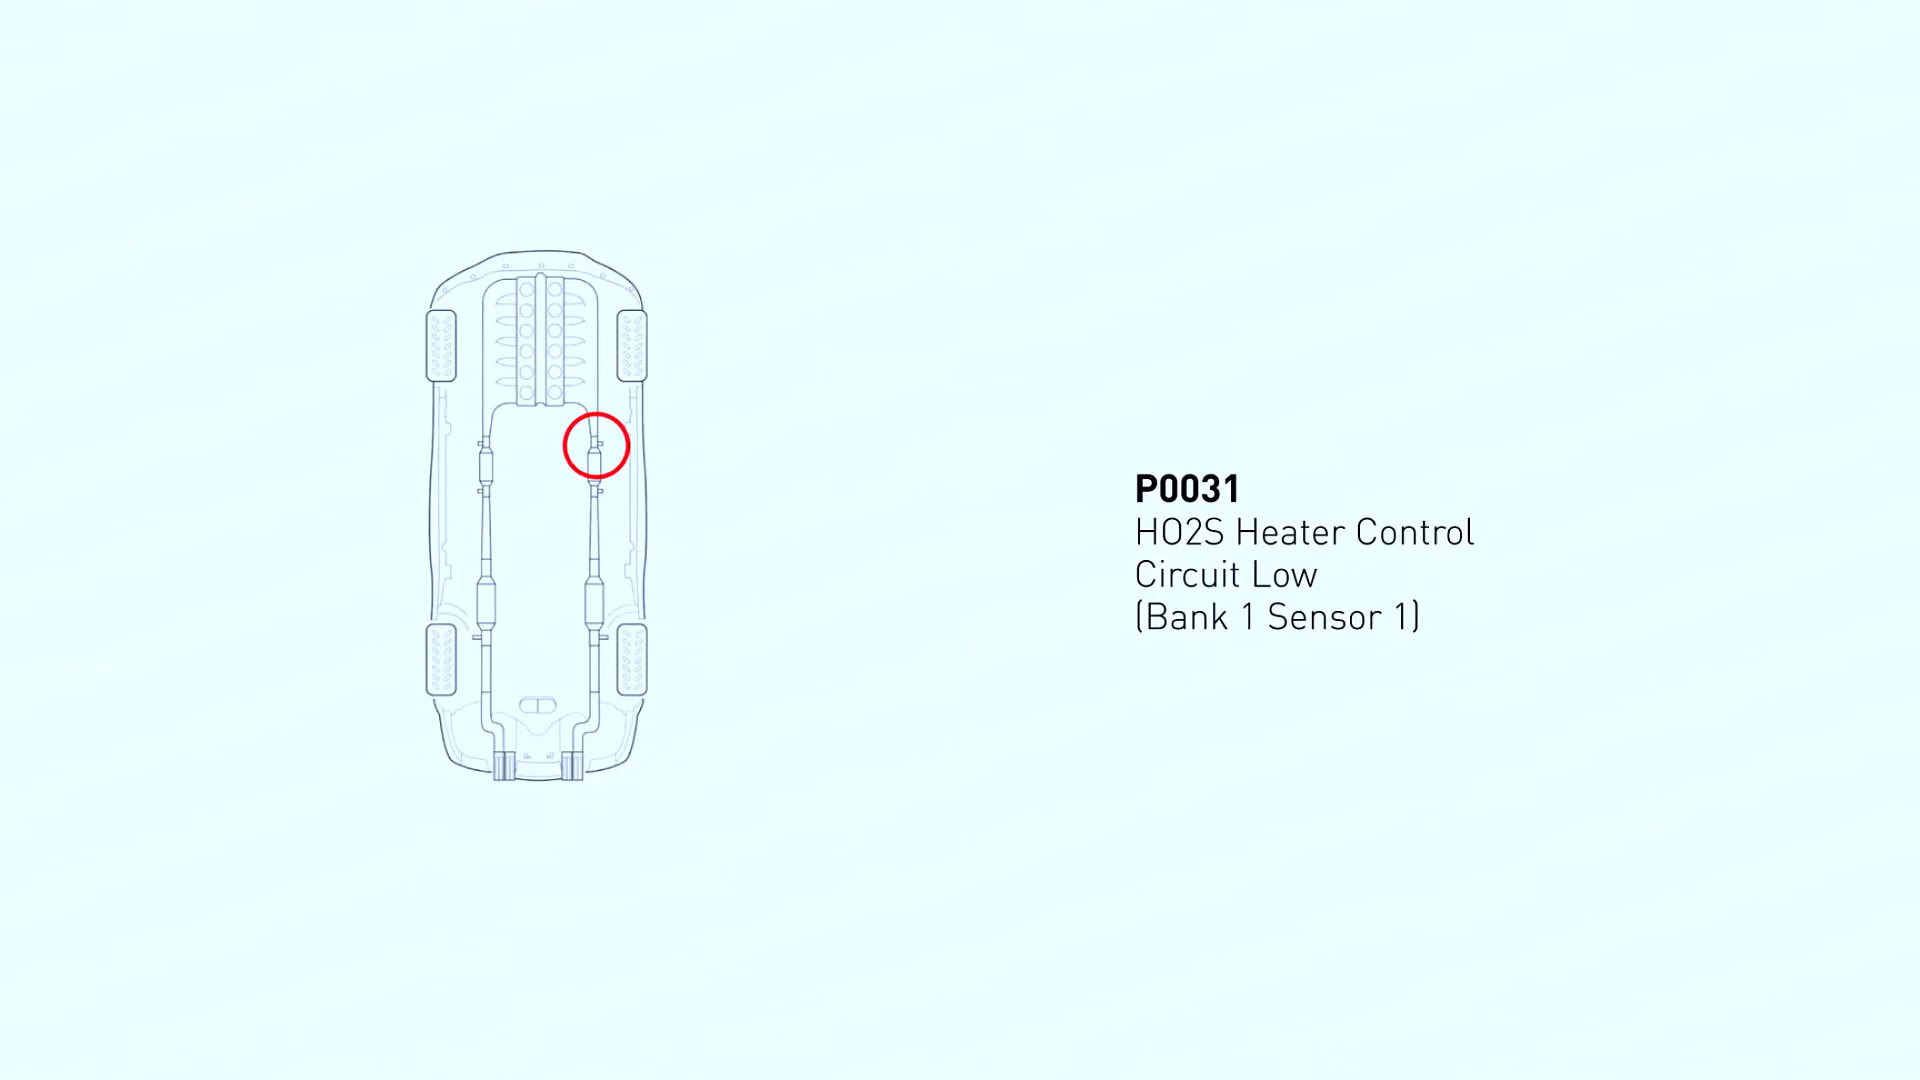 P0031
HO2S Heater Control
Circuit Low
(Bank 1 Sensor 1)